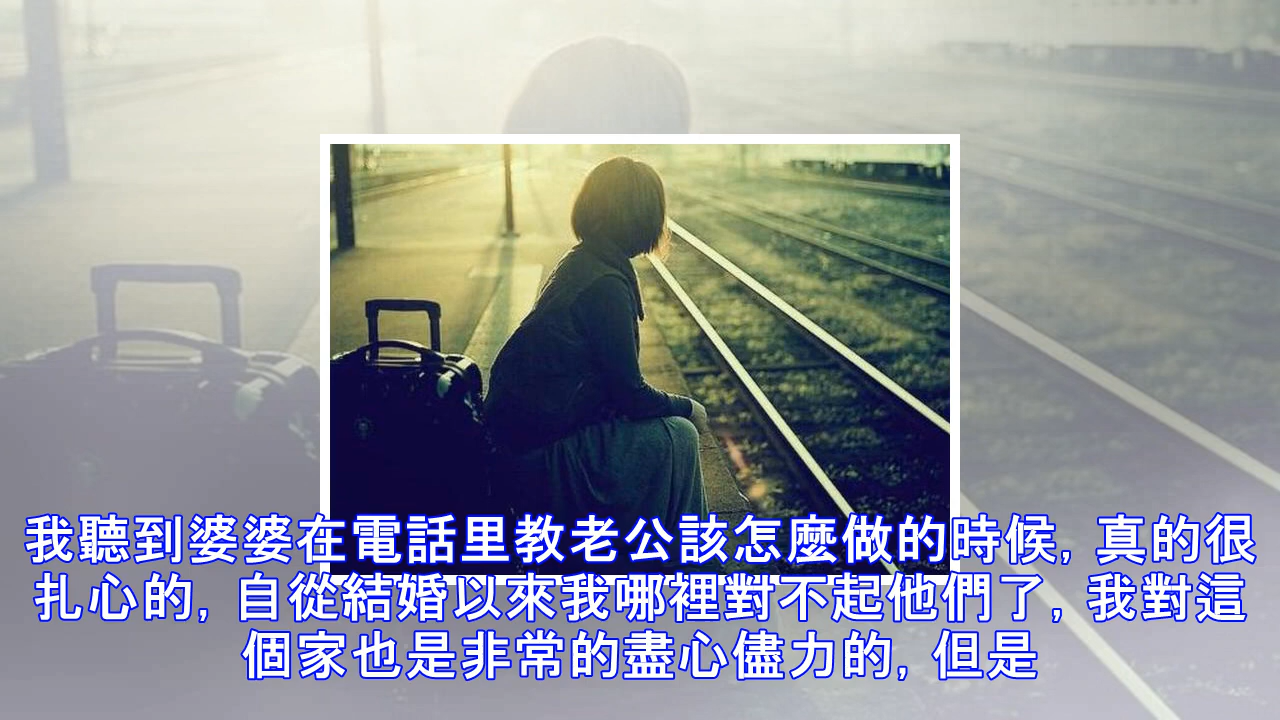 我聽到婆婆在電話里教老公該怎麼做的時候, 真的很
扎心的, 自從結婚以來我哪裡對不起他們了, 我對這
個家也是非常的盡心儘力的, 但是